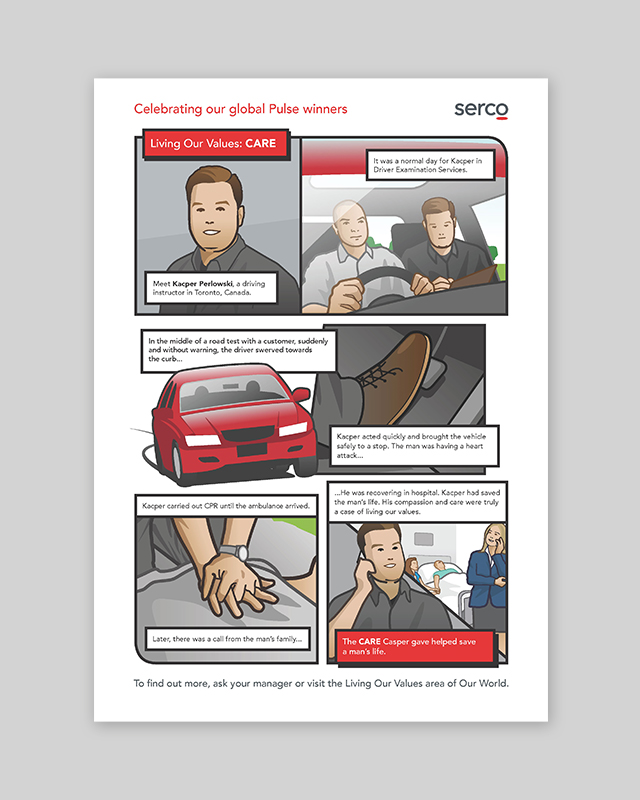 Celebrating our global Pulse winners
serco
Living Our Values: CARE
It was a normal day for Kacper in
Driver Examination Services.
Meet Kacper Perlowski, a driving
instructor in Toronto, Canada.
In the middle of a road test with a customer, suddenly
and without warning, the driver swerved towards
the curb...
Kacper acted quickly and brought the vehicle
safely to a stop. The man was having a heart
attack...
Kacper carried out CPR until the ambulance arrived.
Later, there was a call from the man's family...
...He was recovering in hospital. Kacper had saved
the man's life. His compassion and care were truly
a case of living our values.
The CARE Casper gave helped save
a man's life.
To find out more, ask your manager or visit the Living Our Values area of Our World.